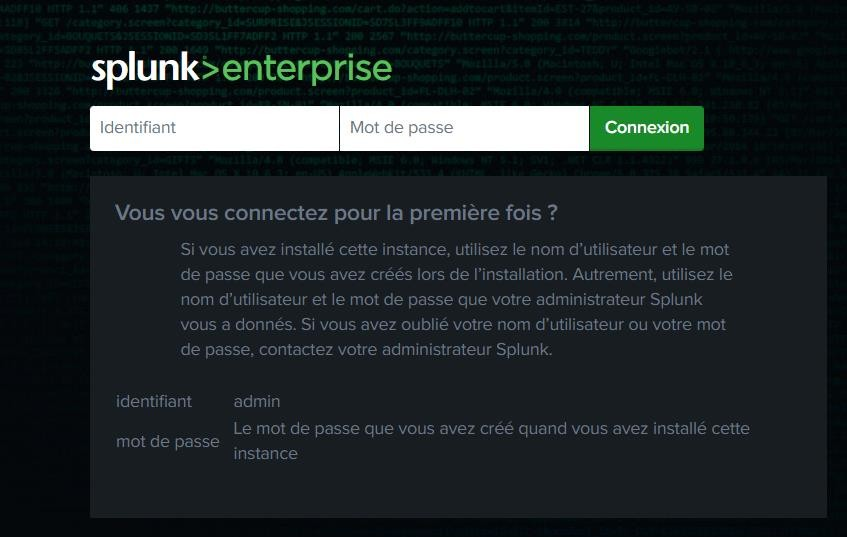 splunk>enterprise
Identifiant Mot de passe Connexion
Vous vous connectez pour la première fois ?
Si vous avez installé cette instance, utilisez le nom d'utilisateur et le mot
de passe que vous avez créés lors de l'installation. Autrement, utilisez le
nom d'utilisateur et le mot de passe que votre administrateur Splunk
vous a donnés. Si vous avez oublié votre nom d'utilisateur ou votre mot
de passe, contactez votre administrateur Splunk.
identifiant admin
mot de passe Le mot de passe que vous avez créé quand vous avez installé cette
instance